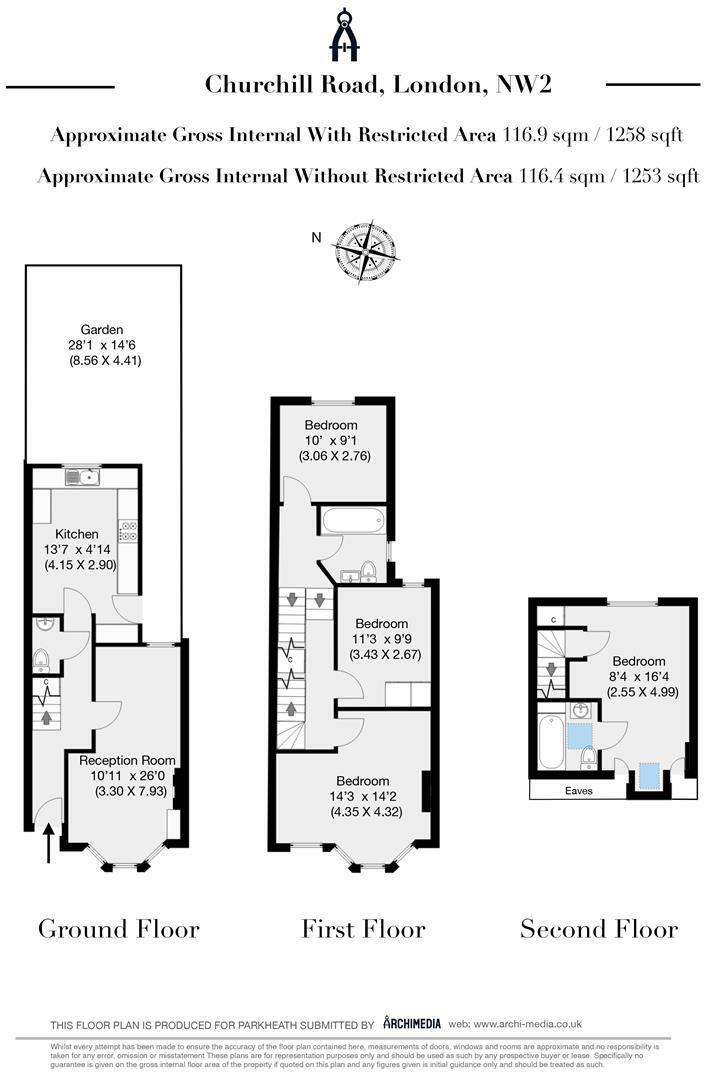 Churchill Road, London, NW2
Approximate Gross Internal With Restricted Area 116.9 sqm / 1258 sqft
Approximate Gross Internal Without Restricted Area 116.4 sqm / 1253 sqft
N
Garden
28'1 x 14'6
(8.56 X 4.41)
Kitchen
13'7 x 4'14
(4.15 X 2.90)
C
Reception Room
10'11 x 26'0
(3.30 X 7.93)
Bedroom
10' x 9'1
(3.06 X 2.76)
C
Bedroom
11'3 x 9'9
(3.43 X 2.67)
Bedroom
14'3 x 14'2
(4.35 X 4.32)
C
Bedroom
8'4 x 16'4
(2.55 X 4.99)
Eaves
Ground Floor
First Floor
Second Floor
THIS FLOOR PLAN IS PRODUCED FOR PARKHEATH SUBMITTED BY ARCHIMEDIA web: www.archi-media.co.uk
Whilst every attempt has been made to ensure the accuracy of the floor plan contained here, measurements of doors, windows and rooms are approximate and no responsibility is
taken for any error, omission or misstatement These plans are for representation purposes only and should be used as such by any prospective buyer or lease. Specifically no
guarantee is given on the gross internal floor area of the property if quoted on this plan and any figures given is initial guidance only and should be treated as such.